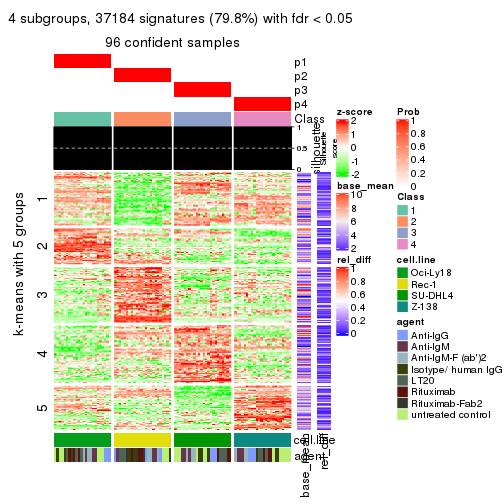 4 subgroups, 37184 signatures (79.8%) with fdr < 0.05
96 confident samples
p1
p2
p3
p4
Class
1
0.5
0
silhouette
Silhouette
score
k-means with 5 groups
1
2
3
4
5
cell.line
agent
base_mean
rel_diff
z-score
2
1
0
-1
-2
base_mean
10
8
6
4
2
rel_diff
1
0.8
0.6
0.4
0.2
0
Prob
1
0.8
0.6
0.4
0.2
0
Class
1
2
3
4
cell.line
Oci-Ly18
Rec-1
SU-DHL4
Z-138
agent
Anti-IgG
Anti-IgM
Anti-IgM-F (ab')2
Isotype/ human IgG
LT20
Rituximab
Rituximab-Fab2
untreated control